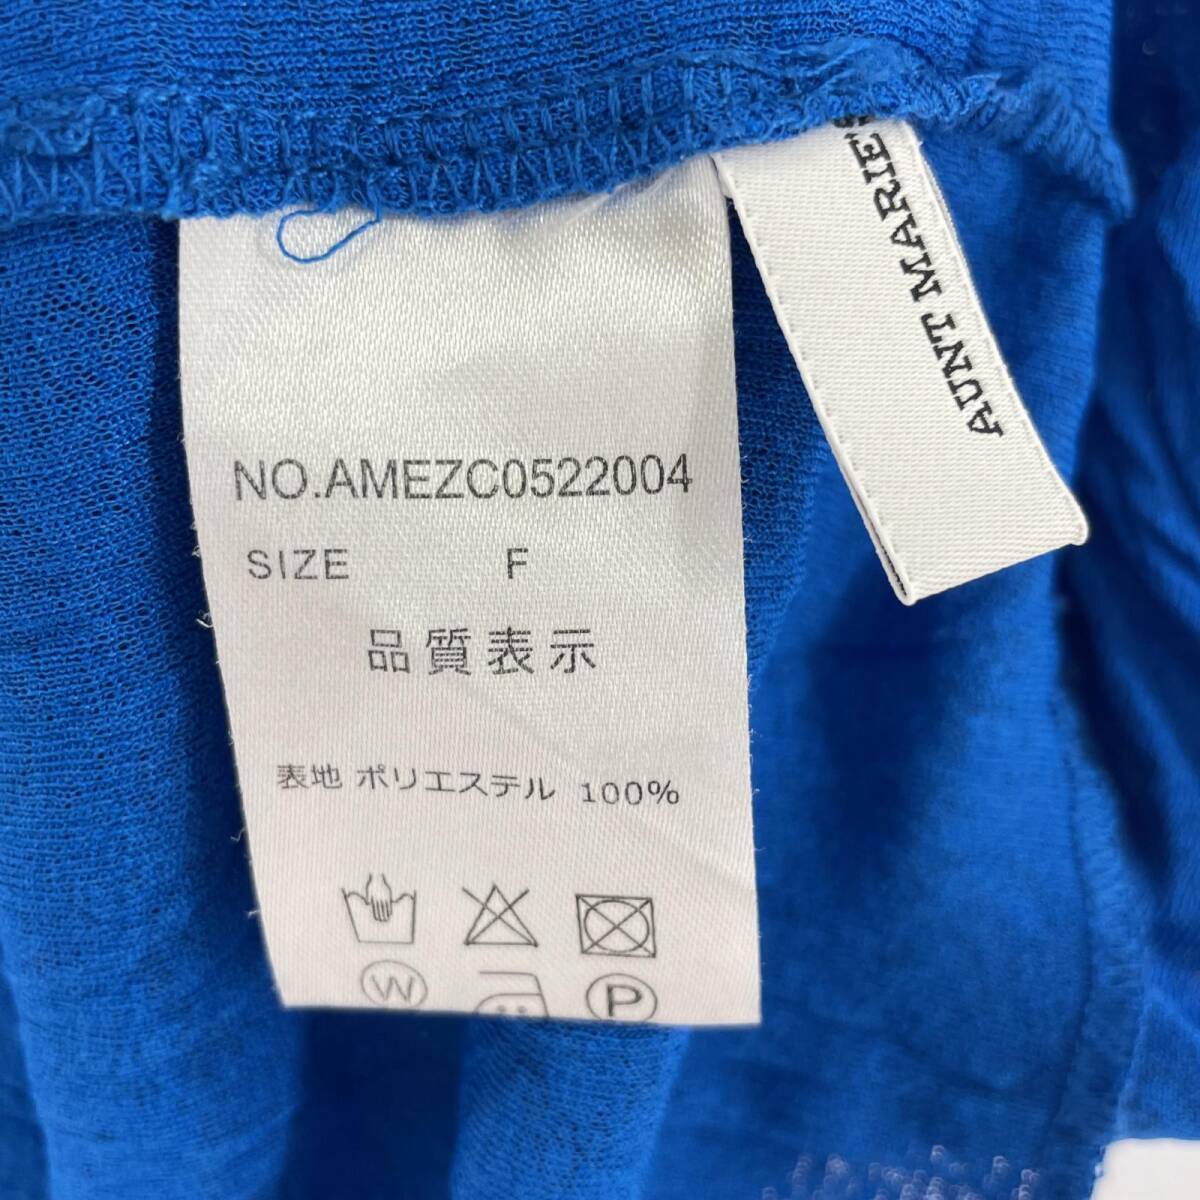 AUNT MARIE'S
NO.AMEZC0522004
SIZE F
品質表示
表地 ポリエステル 100%
W P